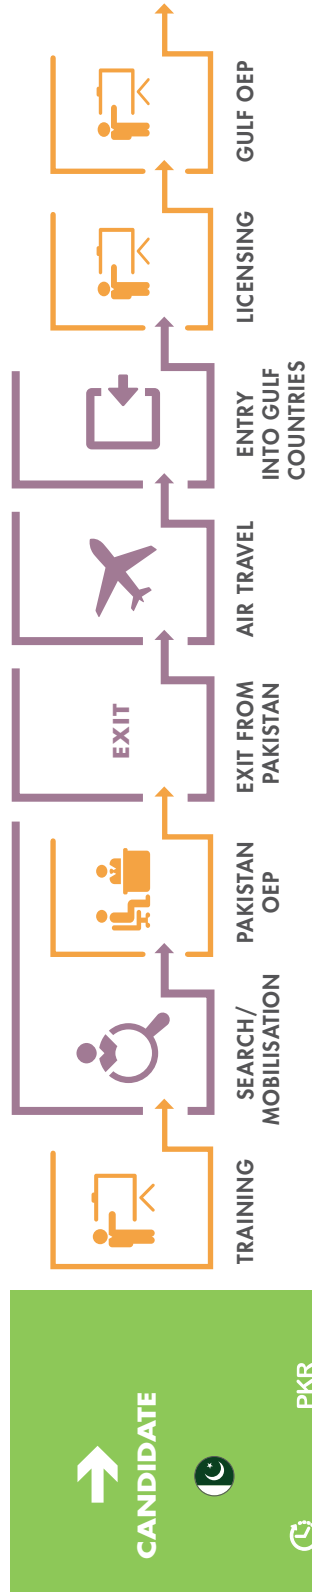 CANDIDATE
PKR
TRAINING
SEARCH/
MOBILISATION
PAKISTAN
OEP
EXIT
EXIT FROM
PAKISTAN
AIR TRAVEL
ENTRY
INTO GULF
COUNTRIES
LICENSING
GULF OEP